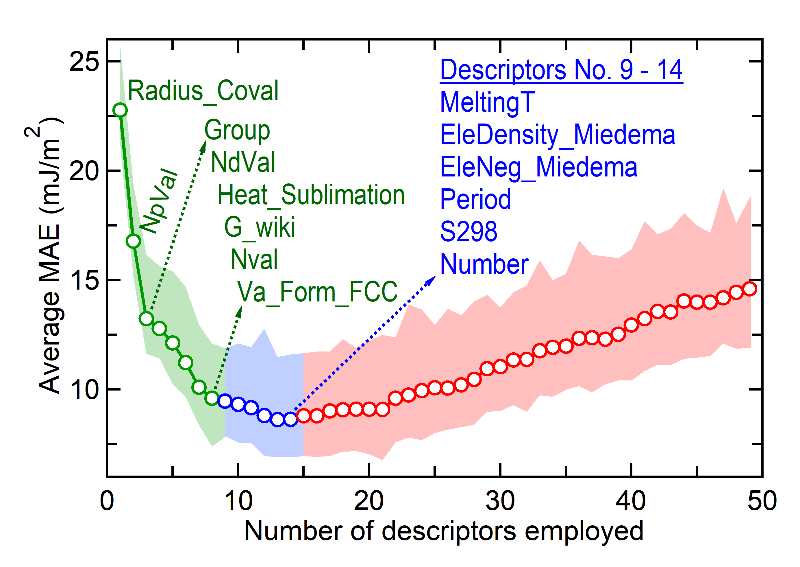 25
20
15
10
0
10
20
30
40
50
Average MAE (mJ/m²)
Number of descriptors employed
Radius_Coval
NpVal
Group
NdVal
Heat_Sublimation
G_wiki
Nval
Va_Form_FCC
Descriptors No. 9 - 14
MeltingT
EleDensity_Miedema
EleNeg_Miedema
Period
S298
Number